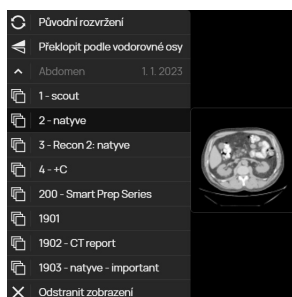 Původní rozvržení
Překlopit podle vodorovné osy
Abdomen 1. 1. 2023
1 - scout
2 - natyve
3 - Recon 2: natyve
4 - +C
200 - Smart Prep Series
1901
1902 - CT report
1903 - natyve - important
Odstranit zobrazení